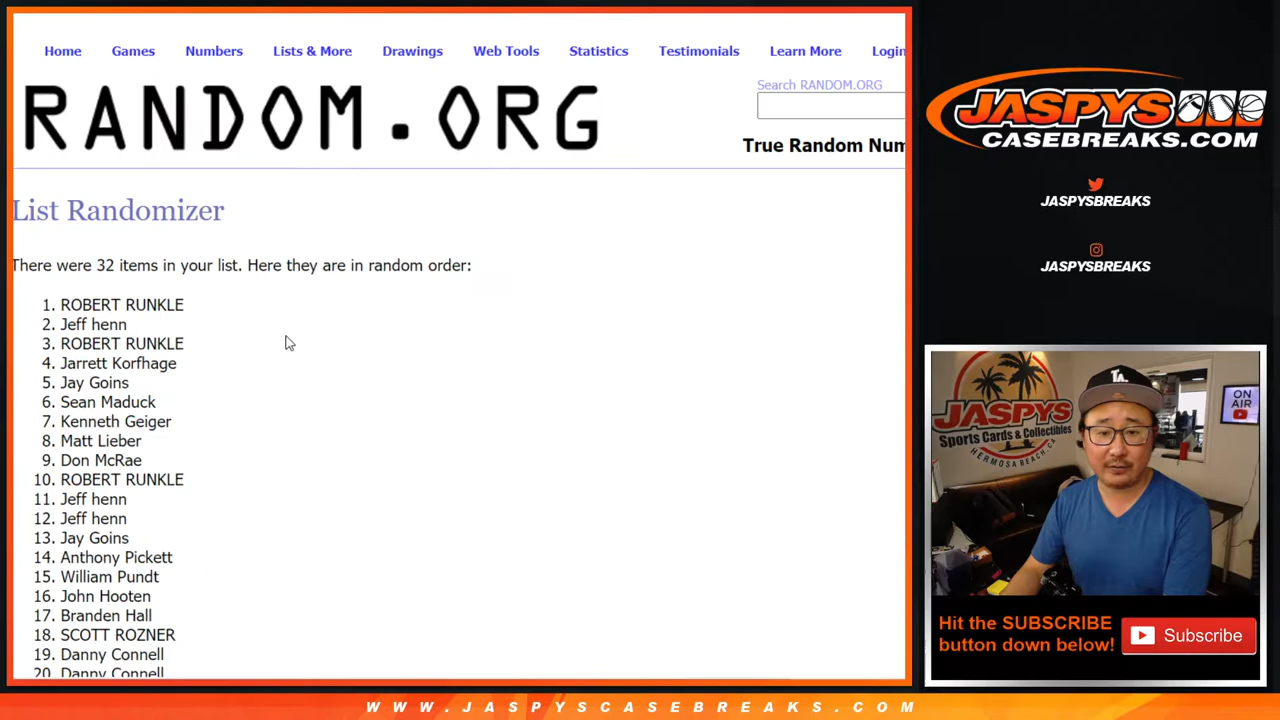 Home Games Numbers Lists & More Drawings Web Tools Statistics Testimonials Learn More Login
RANDOM.ORG
Search RANDOM.ORG
True Random Num
List Randomizer
There were 32 items in your list. Here they are in random order:
1. ROBERT RUNKLE
2. Jeff henn
3. ROBERT RUNKLE
4. Jarrett Korfhage
5. Jay Goins
6. Sean Maduck
7. Kenneth Geiger
8. Matt Lieber
9. Don McRae
10. ROBERT RUNKLE
11. Jeff henn
12. Jeff henn
13. Jay Goins
14. Anthony Pickett
15. William Pundt
16. John Hooten
17. Branden Hall
18. SCOTT ROZNER
19. Danny Connell
20. Danny Connell
JASPYS
CASEBREAKS.COM
JASPYSBREAKS
JASPYSBREAKS
JASPYS
Sports Cards & Collectibles
HERMOSA BEACH, CA
TA
ON
AIR
Hit the SUBSCRIBE
button down below!
Subscribe
WWW.JASPYSCASEBREAKS.COM